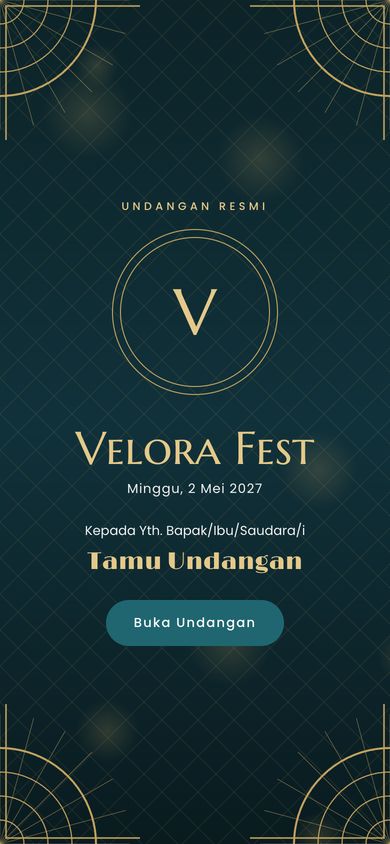 UNDANGAN RESMI
V
Velora Fest
Minggu, 2 Mei 2027
Kepada Yth. Bapak/Ibu/Saudara/i
Tamu Undangan
Buka Undangan